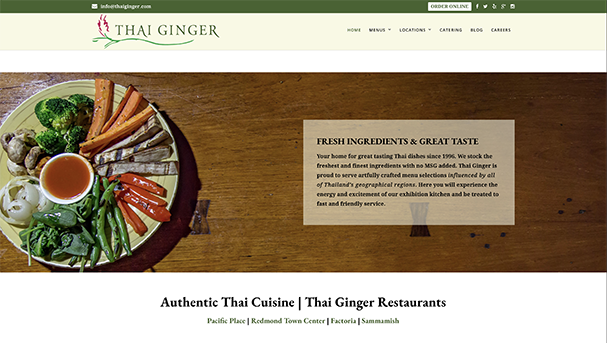 info@thaiginger.com
ORDER ONLINE
THAI GINGER
HOME MENUS LOCATIONS CATERING BLOG CAREERS
FRESH INGREDIENTS & GREAT TASTE
Your home for great tasting Thai dishes since 1996. We stock the
freshest and finest ingredients with no MSG added. Thai Ginger is
proud to serve artfully crafted menu selections influenced by all
of Thailand's geographical regions. Here you will experience the
energy and excitement of our exhibition kitchen and be treated to
fast and friendly service.
Authentic Thai Cuisine | Thai Ginger Restaurants
Pacific Place | Redmond Town Center | Factoria | Sammamish